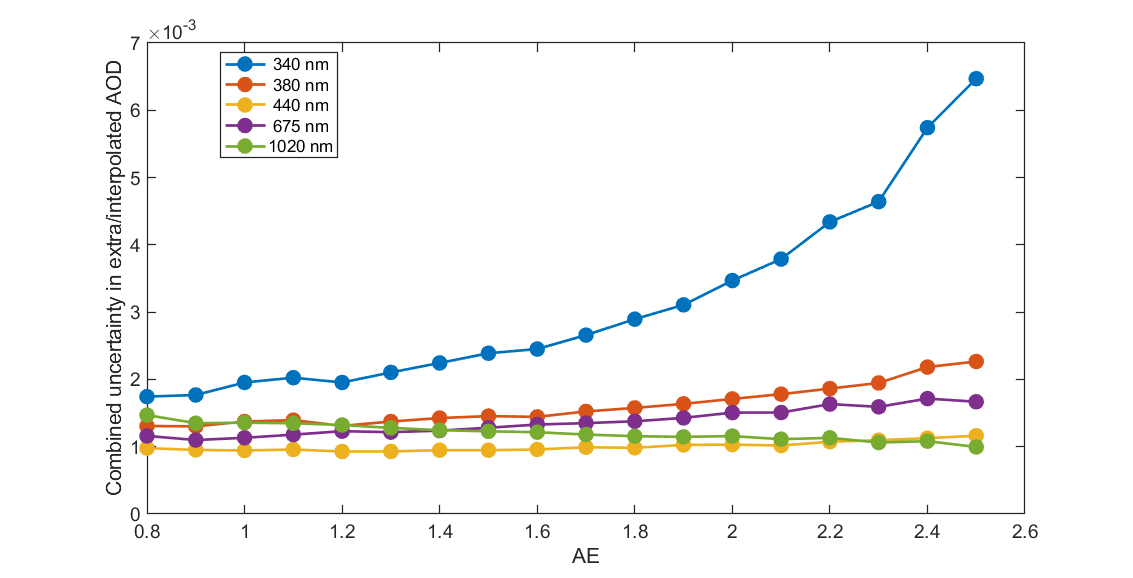 ×10-3
7
6
5
4
3
2
1
0
Combined uncertainty in extra/interpolated AOD
340 nm
380 nm
440 nm
675 nm
1020 nm
0.8 1 1.2 1.4 1.6 1.8 2 2.2 2.4 2.6
AE